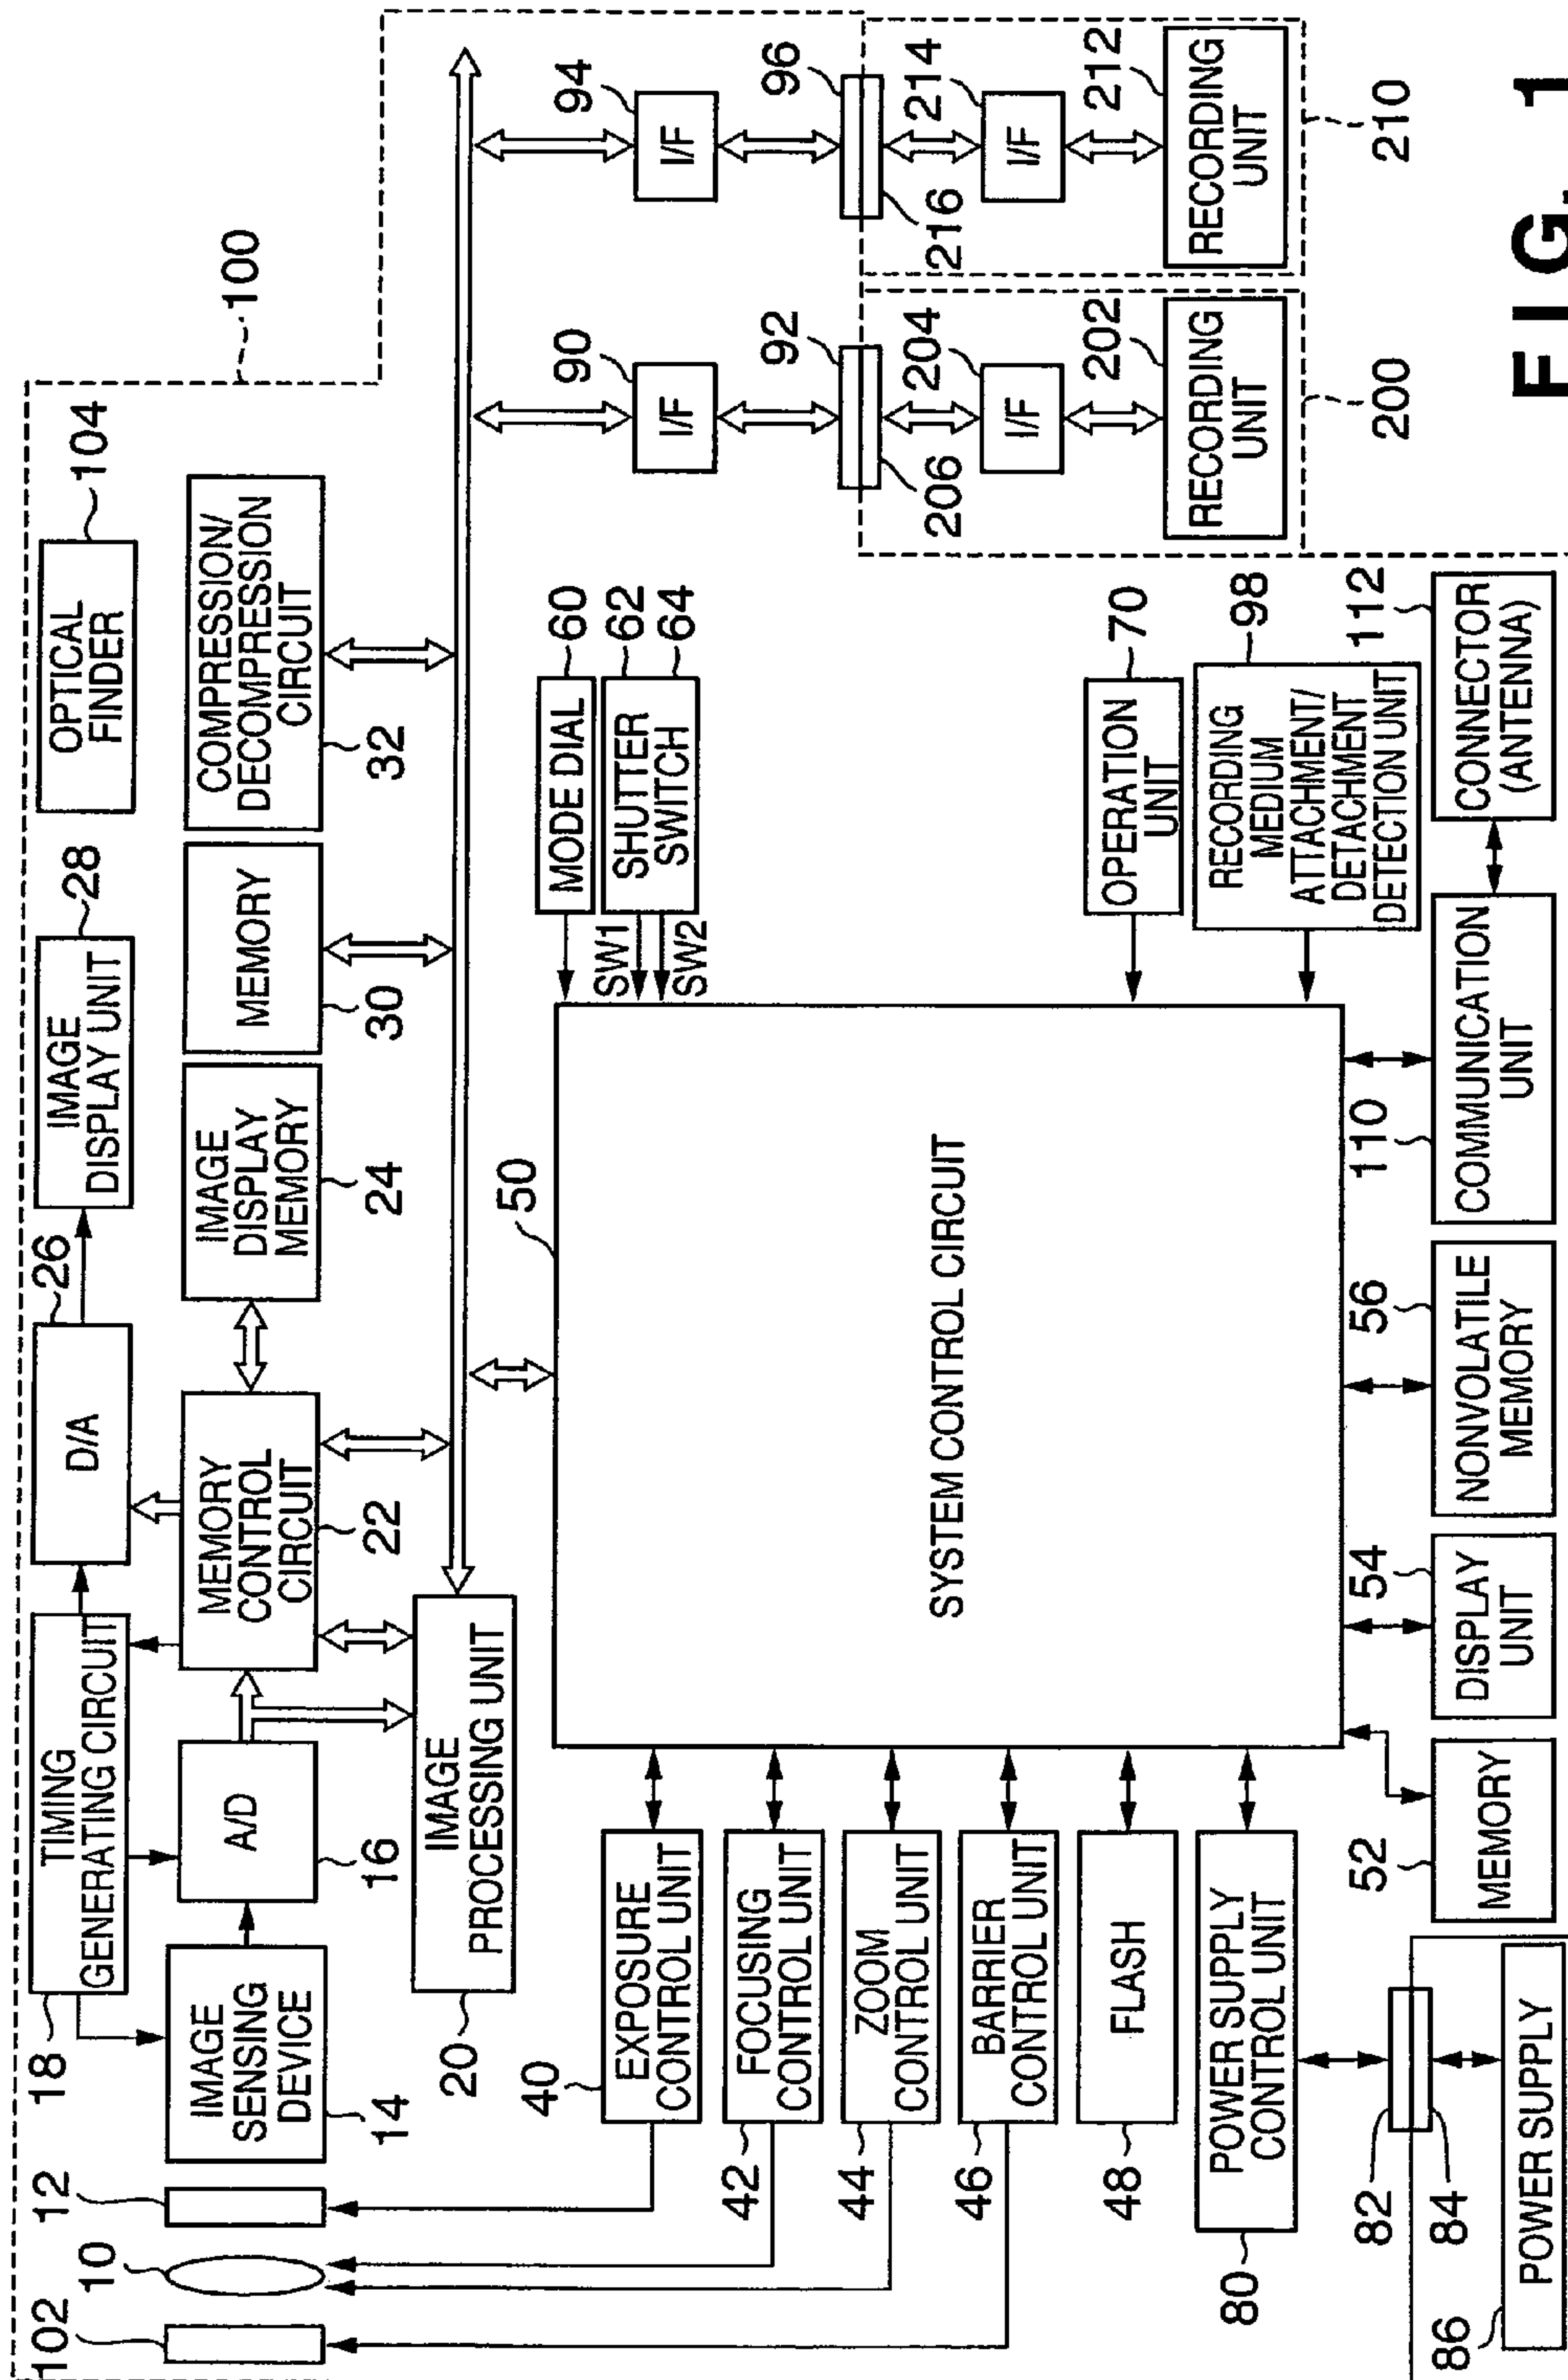 102
10
12
18
TIMING
GENERATING CIRCUIT
D/A
26
IMAGE
DISPLAY UNIT
28
OPTICAL
FINDER
104
100
IMAGE
SENSING
DEVICE
14
A/D
16
MEMORY
CONTROL
CIRCUIT
22
IMAGE
DISPLAY
MEMORY
24
MEMORY
30
COMPRESSION/
DECOMPRESSION
CIRCUIT
32
IMAGE
PROCESSING UNIT
20
40
EXPOSURE
CONTROL UNIT
42
FOCUSING
CONTROL UNIT
44
ZOOM
CONTROL UNIT
46
BARRIER
CONTROL UNIT
48
FLASH
80
POWER SUPPLY
CONTROL UNIT
82
84
86
POWER SUPPLY
50
SYSTEM CONTROL CIRCUIT
MODE DIAL
60
SW1
SHUTTER
SWITCH
62
SW2
64
OPERATION
UNIT
70
RECORDING
MEDIUM
ATTACHMENT/
DETACHMENT
DETECTION UNIT
98
52
MEMORY
54
DISPLAY
UNIT
56
NONVOLATILE
MEMORY
110
COMMUNICATION
UNIT
112
CONNECTOR
(ANTENNA)
90
I/F
92
206
204
I/F
202
RECORDING
UNIT
200
94
I/F
96
216
214
I/F
212
RECORDING
UNIT
210
FIG. 1